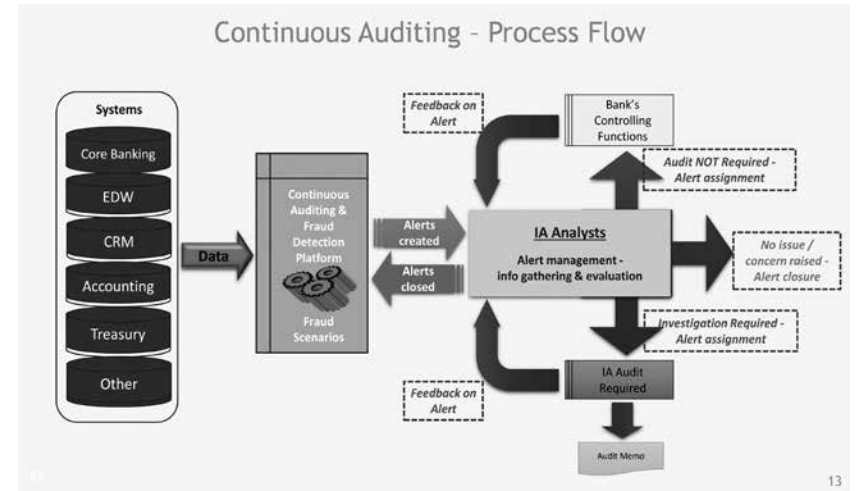 Continuous Auditing – Process Flow
Systems
Core Banking
EDW
CRM
Accounting
Treasury
Other
Data
Continuous
Auditing &
Fraud
Detection
Platform
Fraud
Scenarios
Alerts
created
Alerts
closed
Feedback on
Alert
Bank's
Controlling
Functions
Audit NOT Required -
Alert assignment
IA Analysts
Alert management -
info gathering & evaluation
No issue /
concern raised -
Alert closure
Investigation Required -
Alert assignment
Feedback on
Alert
IA Audit
Required
Audit Memo
13